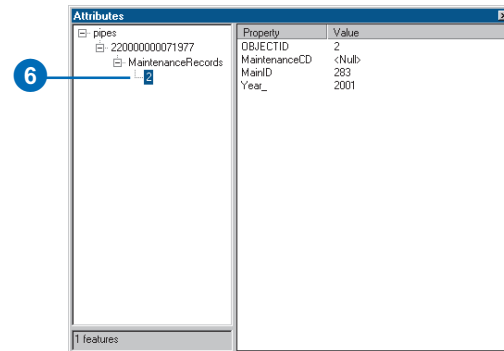 Attributes
pipes
220000000071977
MaintenanceRecords
2
6
Property Value
OBJECTID 2
MaintenanceCD <Null>
MainID 283
Year_ 2001
1 features